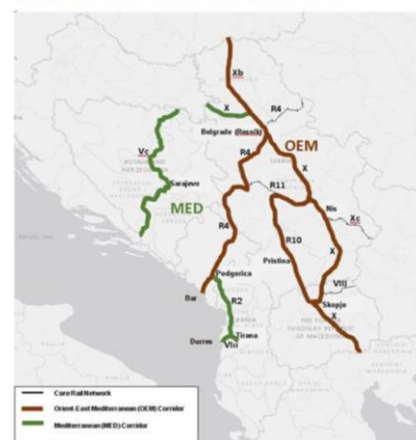 Xb
X
R4
Belgrade (Resnik)
OEM
R4
Vc
X
R11
Sarajevo
MED
Nis
Xc
R4
R10
X
Pristina
Podgorica
VIII
Bar
R2
Skopje
X
Tirana
Durres
VIII
Core Rail Network
Orient-East Mediterranean (OEM) Corridor
Mediterranean (MED) Corridor